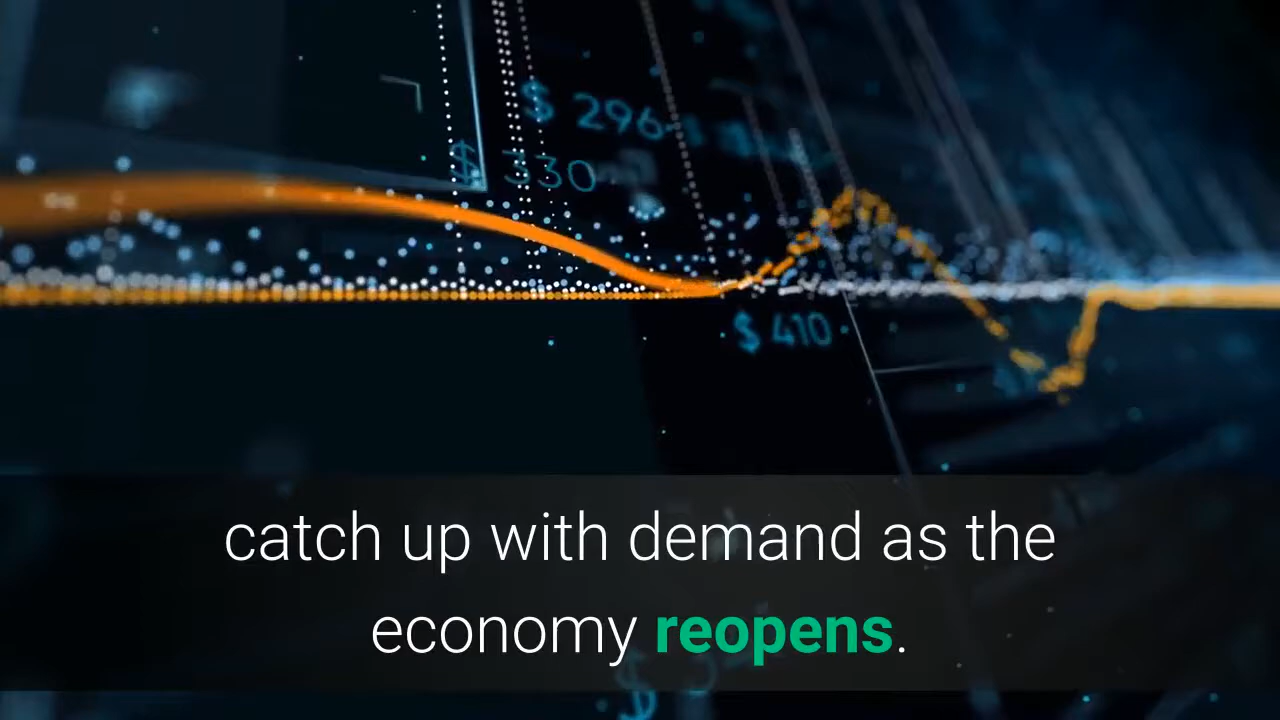 $ 296
$ 330
$ 410
catch up with demand as the
economy reopens.
$